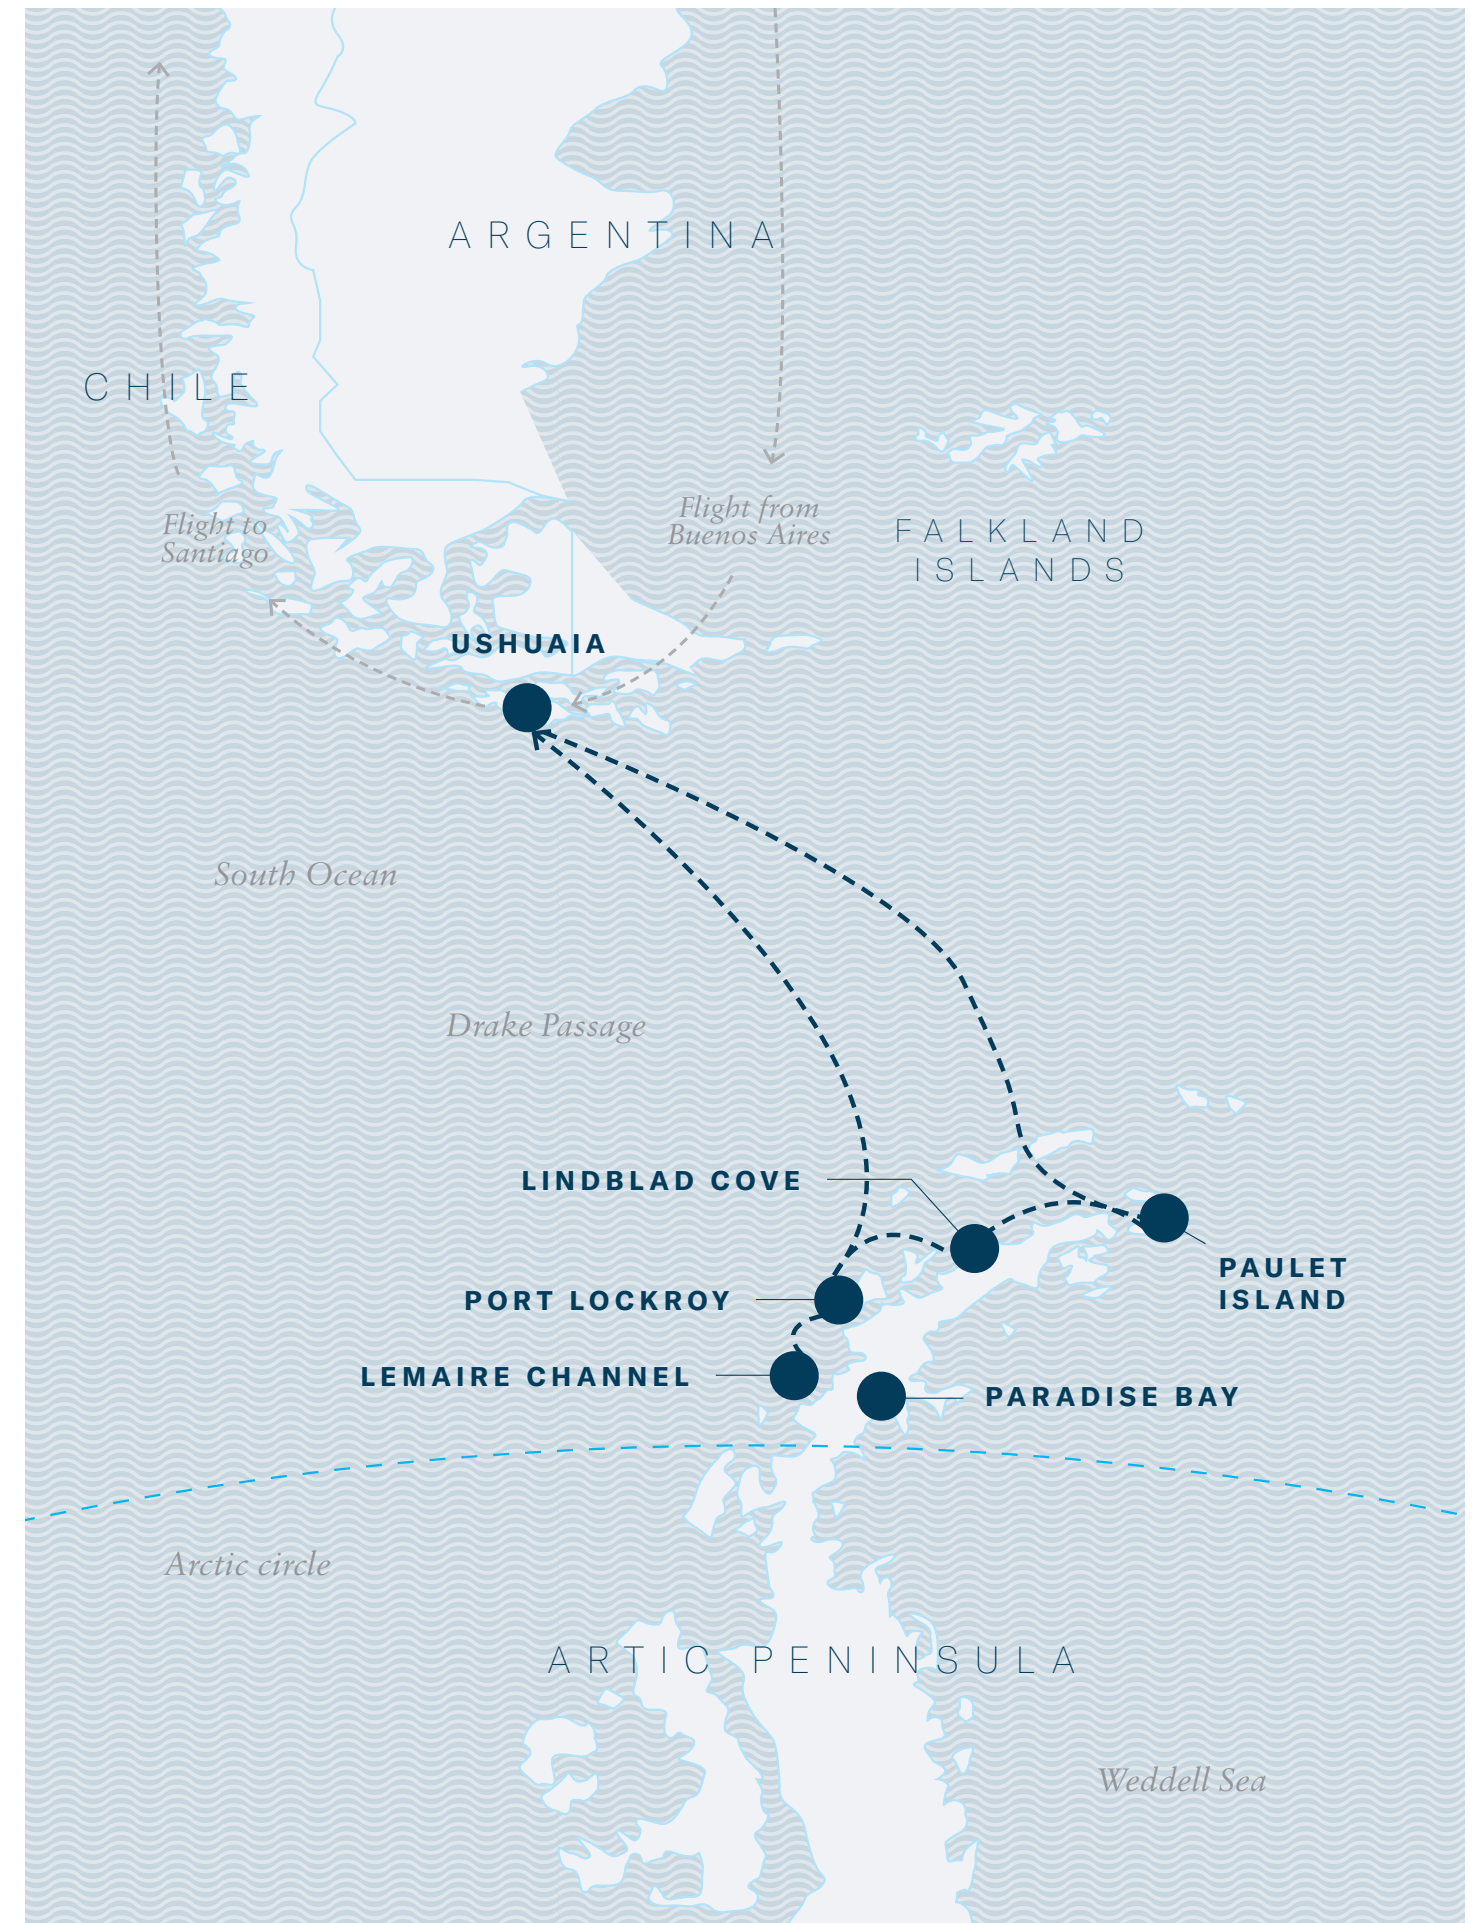 ARGENTINA
CHILE
Flight to
Santiago
Flight from
Buenos Aires
FALKLAND
ISLANDS
USHUAIA
South Ocean
Drake Passage
LINDBLAD COVE
PAULET
ISLAND
PORT LOCKROY
LEMAIRE CHANNEL
PARADISE BAY
Arctic circle
ARTIC PENINSULA
Weddell Sea